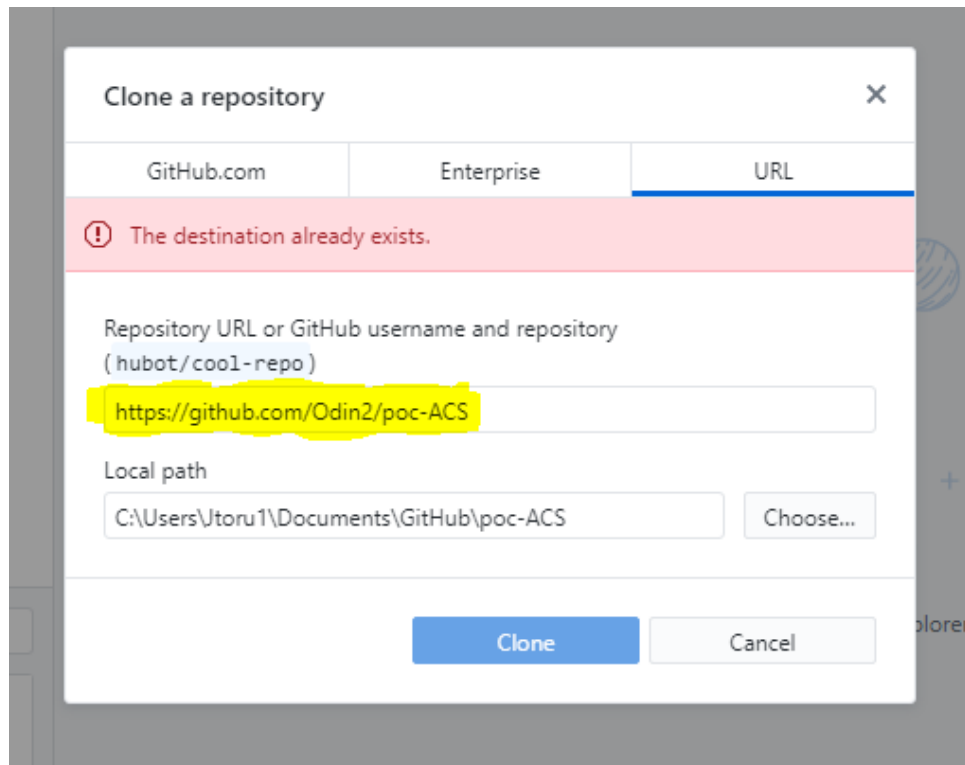 Clone a repository
GitHub.com Enterprise URL
The destination already exists.
Repository URL or GitHub username and repository
(hubot/cool-repo)
https://github.com/Odin2/poc-ACS
Local path
C:\Users\Jtoru1\Documents\GitHub\poc-ACS Choose...
Clone Cancel